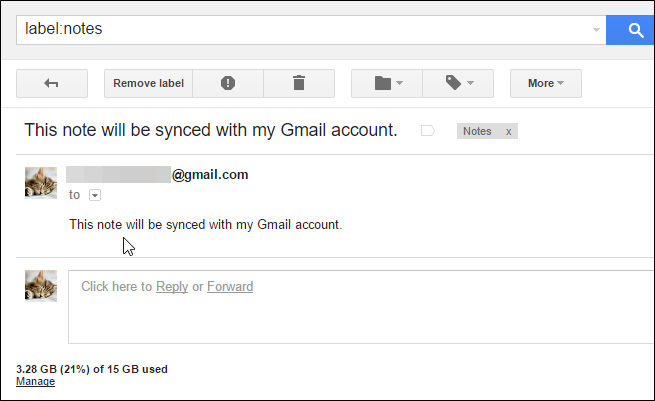 label:notes
Remove label
More
This note will be synced with my Gmail account.
Notes x
@gmail.com
to
This note will be synced with my Gmail account.
Click here to Reply or Forward
3.28 GB (21%) of 15 GB used
Manage